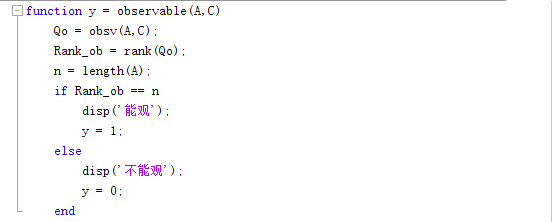 function y = observable(A,C)
Qo = obsv(A,C);
Rank_ob = rank(Qo);
n = length(A);
if Rank_ob == n
disp('能观');
y = 1;
else
disp('不能观');
y = 0;
end